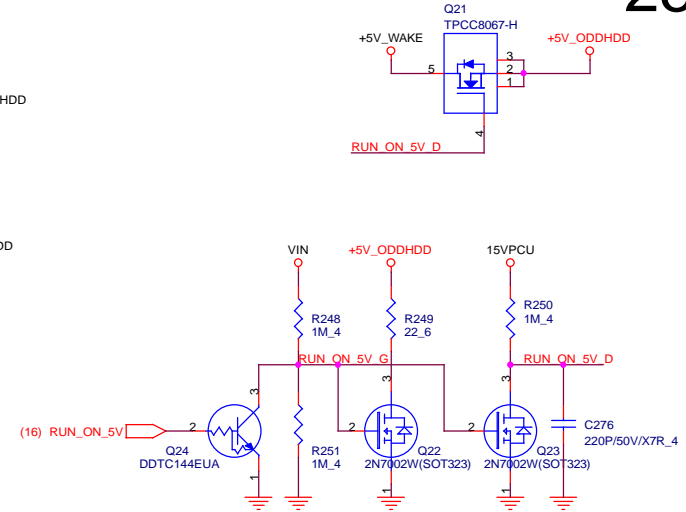 Q21
TPCC8067-H
+5V_WAKE
+5V_ODDHDD
5
3
2
1
4
RUN_ON_5V_D
HDD
VIN
+5V_ODDHDD
15VPCU
R248
1M_4
R249
22_6
R250
1M_4
RUN_ON_5V_G
RUN_ON_5V_D
3
3
3
(16) RUN_ON_5V
2
2
2
C276
220P/50V/X7R_4
Q24
DDTC144EUA
R251
1M_4
Q22
2N7002W(SOT323)
Q23
2N7002W(SOT323)
1
1
1